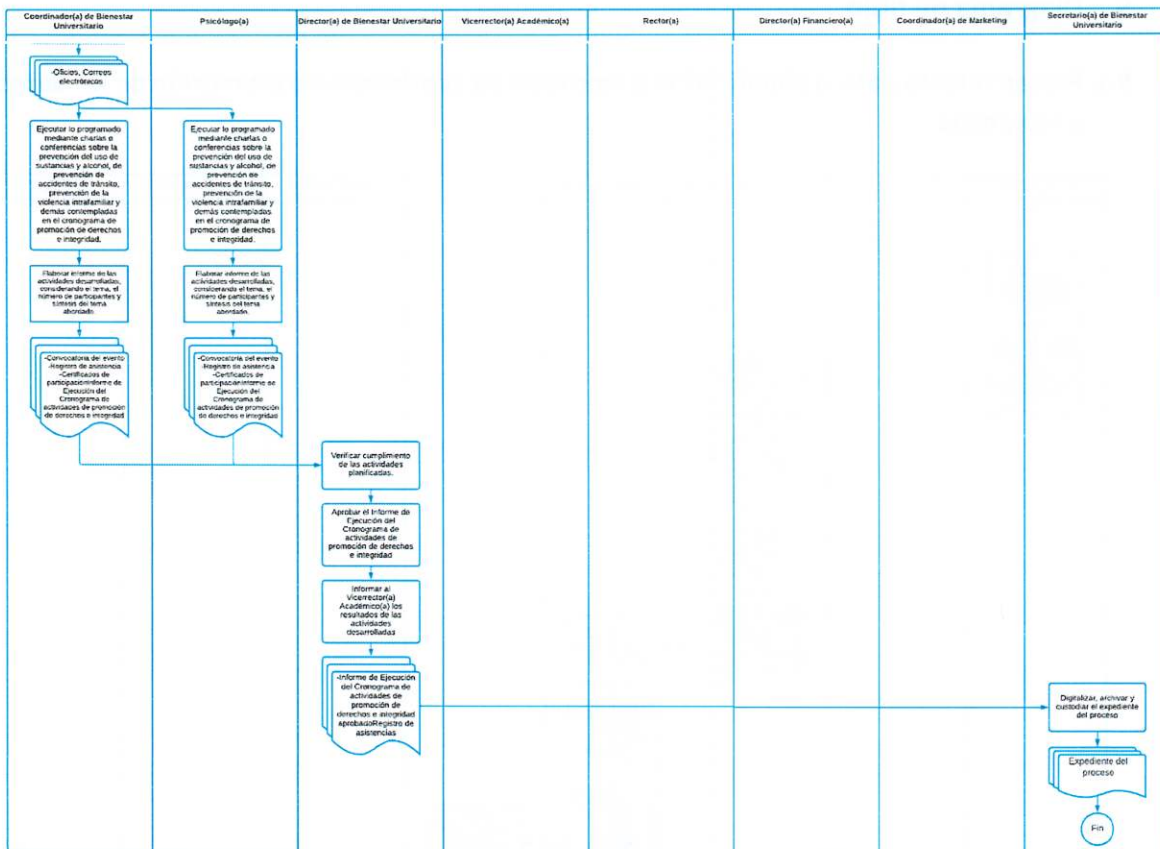 Coordinador(a) de Bienestar
Universitario
Psicólogo(a)
Director(a) de Bienestar Universitario
Vicerrector(a) Académico(a)
Rector(a)
Director(a) Financiero(a)
Coordinador(a) de Marketing
Secretario(a) de Bienestar
Universitario
-Oficios, Correos
electrónicos
Ejecutar lo programado
mediante charlas o
conferencias sobre la
prevención del uso de
sustancias y alcohol, de
prevención de
accidentes de tránsito,
prevención de la
violencia intrafamiliar y
demás contempladas
en el cronograma de
promoción de derechos
e integridad.
Ejecutar lo programado
mediante charlas o
conferencias sobre la
prevención del uso de
sustancias y alcohol, de
prevención de
accidentes de tránsito,
prevención de la
violencia intrafamiliar y
demás contempladas
en el cronograma de
promoción de derechos
e integridad.
Elaborar informe de las
actividades desarrolladas,
considerando el tema, el
número de participantes y
síntesis del tema
abordado.
Elaborar informe de las
actividades desarrolladas,
considerando el tema, el
número de participantes y
síntesis del tema
abordado.
-Convocatoria del evento
-Registro de asistencia
-Certificados de
participaciónInforme de
Ejecución del
Cronograma de
actividades de promoción
de derechos e integridad
-Convocatoria del evento
-Registro de asistencia
-Certificados de
participaciónInforme de
Ejecución del
Cronograma de
actividades de promoción
de derechos e integridad
Verificar cumplimiento
de las actividades
planificadas.
Aprobar el Informe de
Ejecución del
Cronograma de
actividades de
promoción de derechos
e integridad
Informar al
Vicerrector(a)
Académico(a) los
resultados de las
actividades
desarrolladas
-Informe de Ejecución
del Cronograma de
actividades de
promoción de
derechos e integridad
aprobadoRegistro de
asistencias
Digitalizar, archivar y
custodiar el expediente
del proceso
Expediente del
proceso
Fin